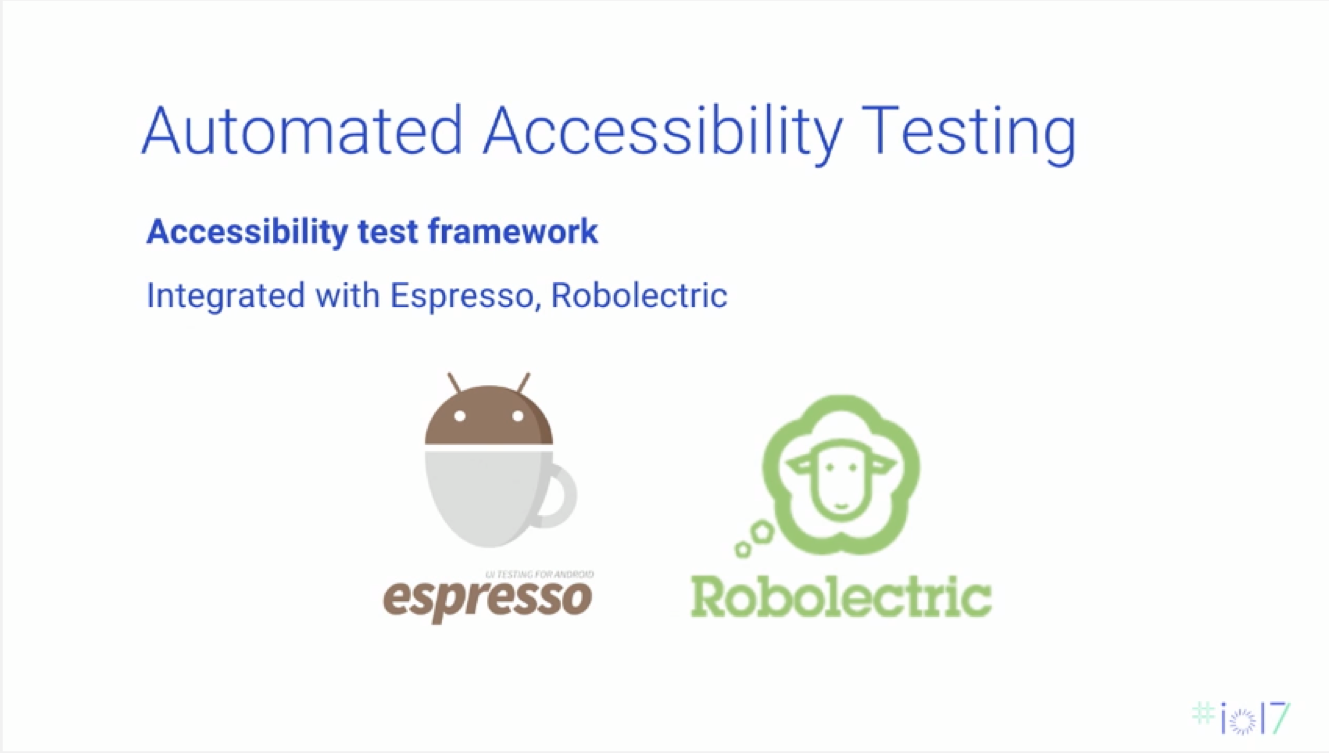 Automated Accessibility Testing
Accessibility test framework
Integrated with Espresso, Robolectric
UI TESTING FOR ANDROID
espresso
Robolectric
#io17